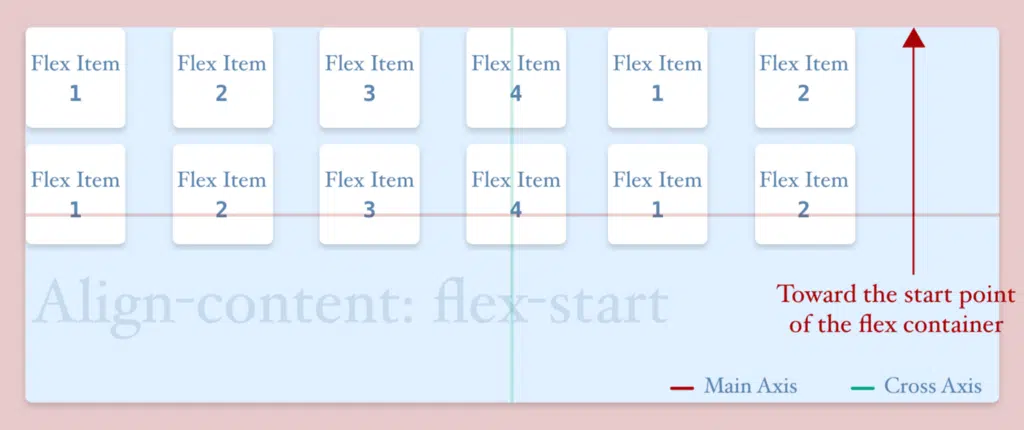 Flex Item Flex Item Flex Item Flex Item Flex Item Flex Item
1 2 3 4 1 2
Flex Item Flex Item Flex Item Flex Item Flex Item Flex Item
1 2 3 4 1 2
Align-content: flex-start
Toward the start point
of the flex container
Main Axis Cross Axis